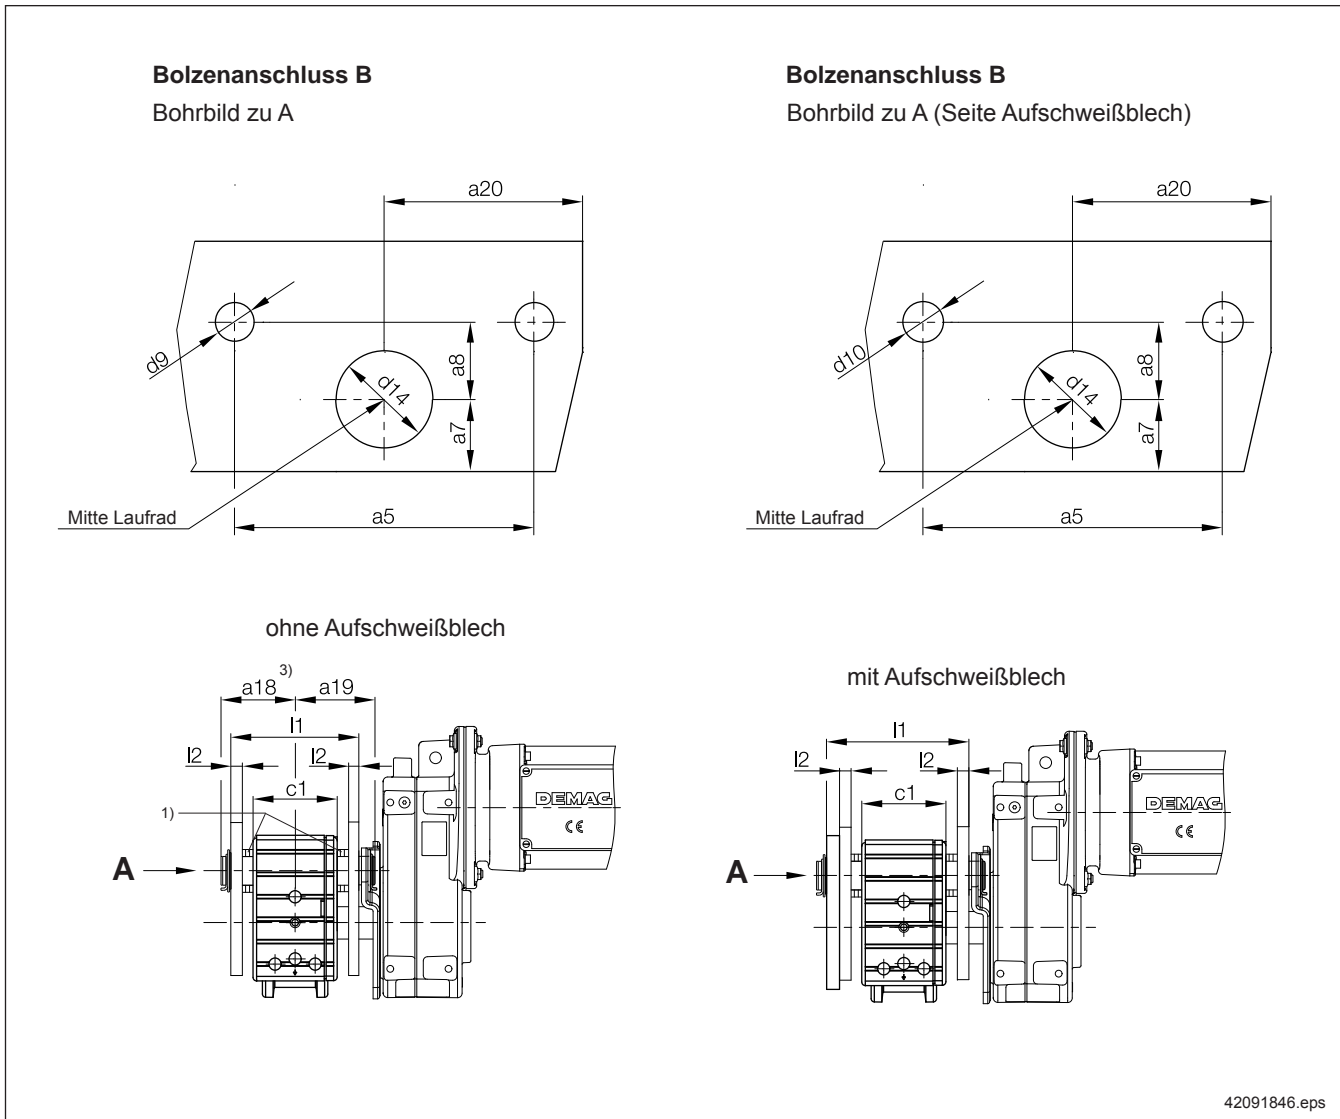 Bolzenanschluss B
Bohrbild zu A
a20
d9
a8
d14
a7
Mitte Laufrad
a5
Bolzenanschluss B
Bohrbild zu A (Seite Aufschweißblech)
a20
d10
a8
d14
a7
Mitte Laufrad
a5
ohne Aufschweißblech
a18 3) a19
l1
l2 l2
c1
1)
A
DEMAG
CE
mit Aufschweißblech
l1
l2 l2
c1
A
DEMAG
CE
42091846.eps